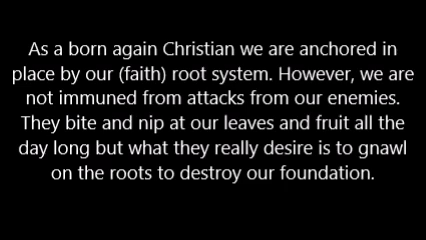 As a born again Christian we are anchored in
place by our (faith) root system. However, we are
not immuned from attacks from our enemies.
They bite and nip at our leaves and fruit all the
day long but what they really desire is to gnawl
on the roots to destroy our foundation.